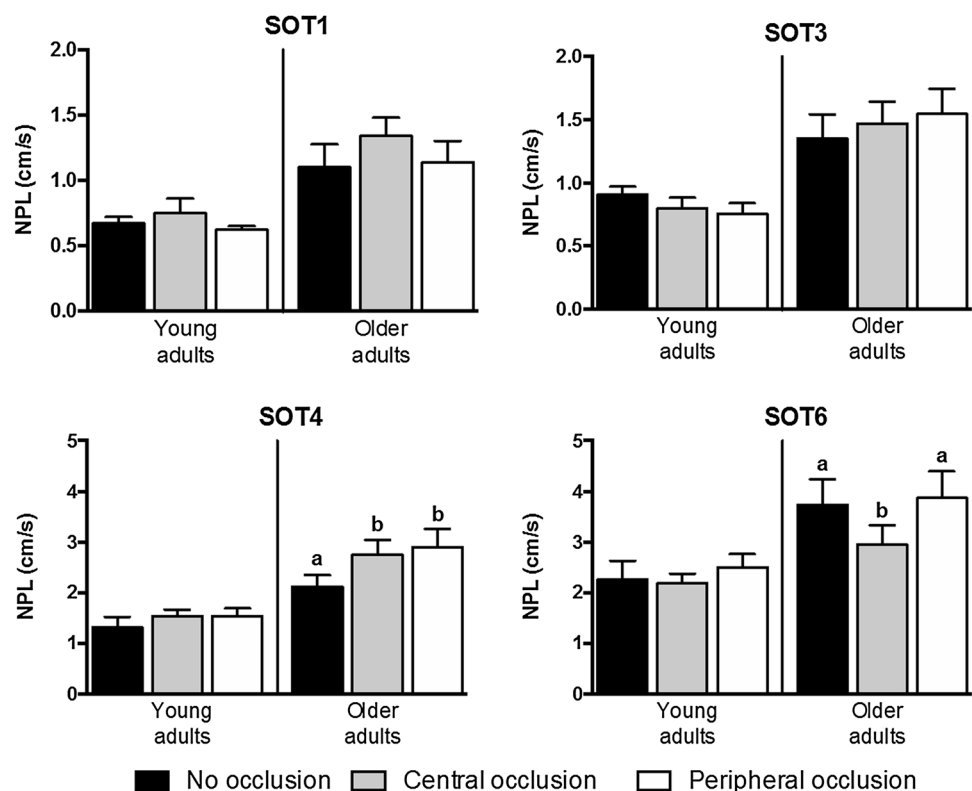 SOT1
NPL (cm/s)
2.0
1.5
1.0
0.5
0.0
Young
adults
Older
adults
SOT3
NPL (cm/s)
2.0
1.5
1.0
0.5
0.0
Young
adults
Older
adults
SOT4
NPL (cm/s)
5
4
3
2
1
0
a
b
b
Young
adults
Older
adults
SOT6
NPL (cm/s)
5
4
3
2
1
0
a
b
a
Young
adults
Older
adults
No occlusion Central occlusion Peripheral occlusion